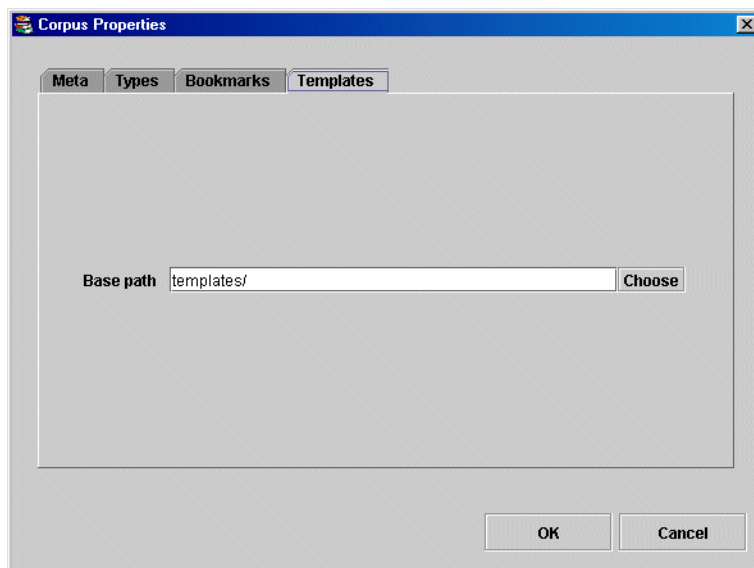 Corpus Properties
Meta Types Bookmarks Templates
Base path templates/ Choose
OK Cancel